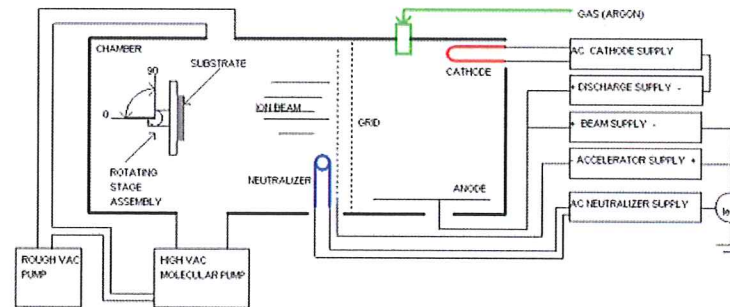 GAS (ARGON)
CHAMBER
90
SUBSTRATE
0
ION BEAM
GRID
CATHODE
AC CATHODE SUPPLY
+ DISCHARGE SUPPLY -
+ BEAM SUPPLY -
- ACCELERATOR SUPPLY +
AC NEUTRALIZER SUPPLY
ROTATING
STAGE
ASSEMBLY
NEUTRALIZER
ANODE
ROUGH VAC
PUMP
HIGH VAC
MOLECULAR PUMP